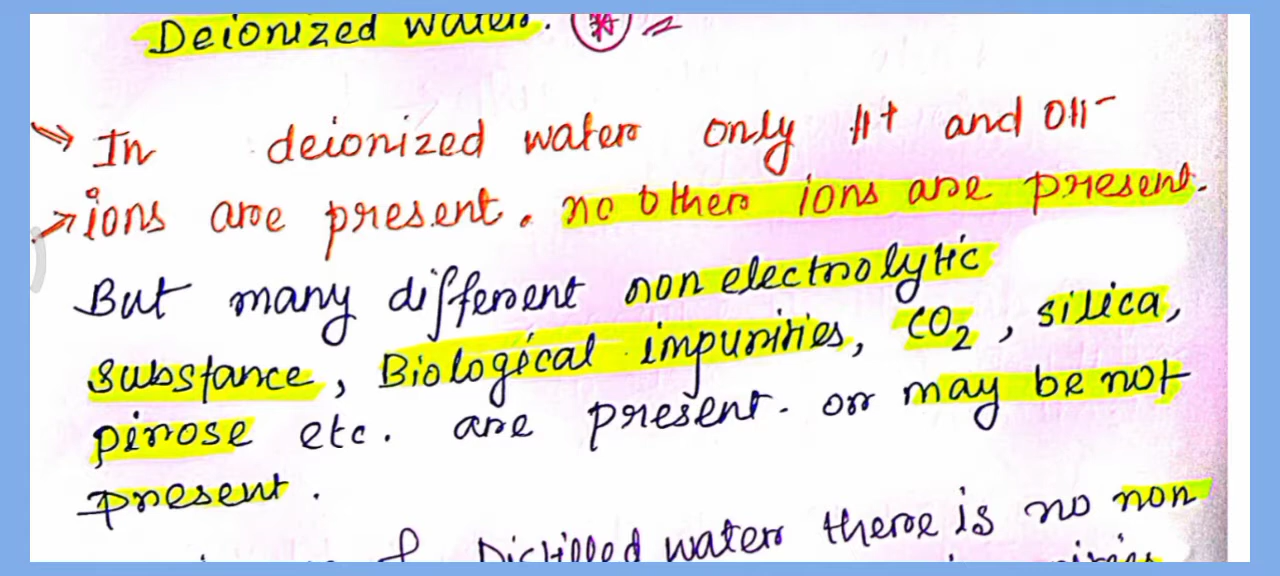 Deionized water.
⇒ In deionized water only H+ and OH-
→ ions are present. no other ions are present.
But many different non electrolytic
substance, Biological impurities, CO2, silica,
pirose etc. are present. or may be not
present.
Distilled water there is no non